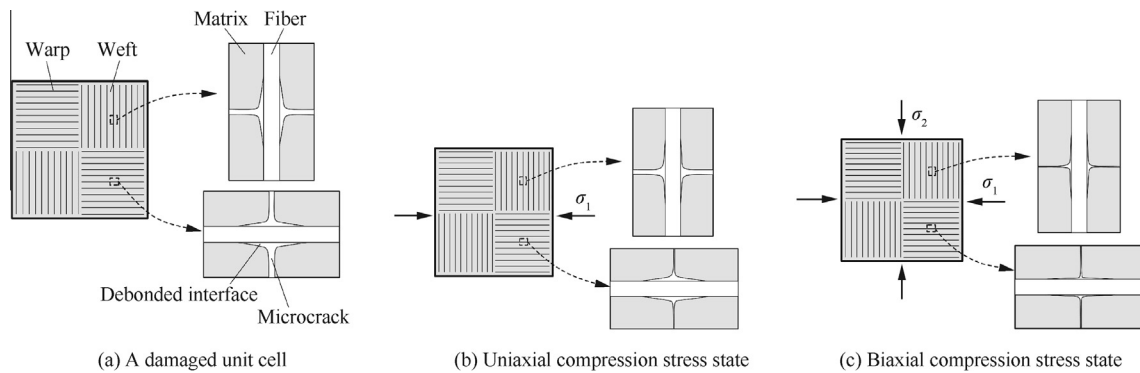 Matrix Fiber
Warp Weft
Debonded interface
Microcrack
(a) A damaged unit cell
σ1
(b) Uniaxial compression stress state
σ2
σ1
(c) Biaxial compression stress state